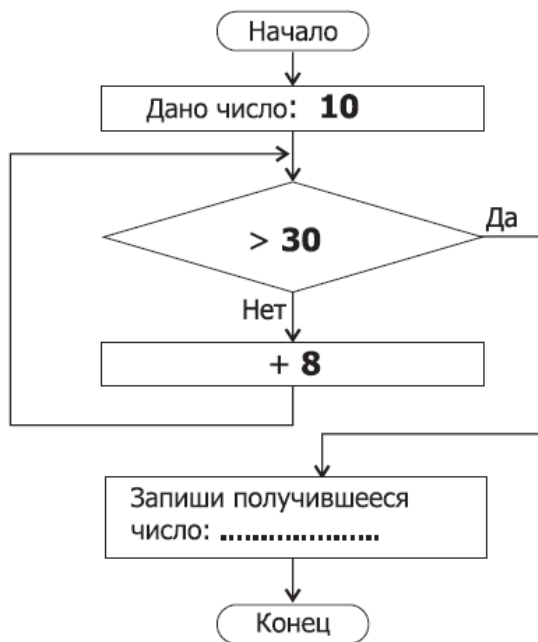 Начало
Дано число: 10
> 30
Да
Нет
+ 8
Запиши получившееся
число: ....................
Конец